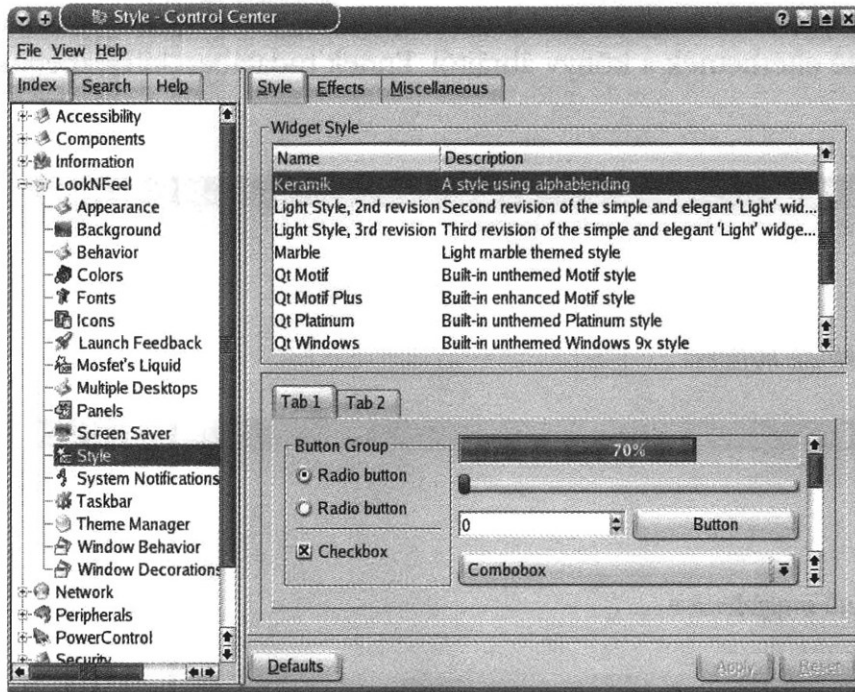 Style - Control Center
File View Help
Index Search Help
Accessibility
Components
Information
LookNFeel
Appearance
Background
Behavior
Colors
Fonts
Icons
Launch Feedback
Mosfet's Liquid
Multiple Desktops
Panels
Screen Saver
Style
System Notifications
Taskbar
Theme Manager
Window Behavior
Window Decorations
Network
Peripherals
PowerControl
Security
Style Effects Miscellaneous
Widget Style
Name Description
Keramik A style using alphablending
Light Style, 2nd revision Second revision of the simple and elegant 'Light' wid...
Light Style, 3rd revision Third revision of the simple and elegant 'Light' widge...
Marble Light marble themed style
Qt Motif Built-in unthemed Motif style
Qt Motif Plus Built-in enhanced Motif style
Qt Platinum Built-in unthemed Platinum style
Qt Windows Built-in unthemed Windows 9x style
Tab 1 Tab 2
Button Group
Radio button
Radio button
Checkbox
70%
0 Button
Combobox
Defaults Apply Reset